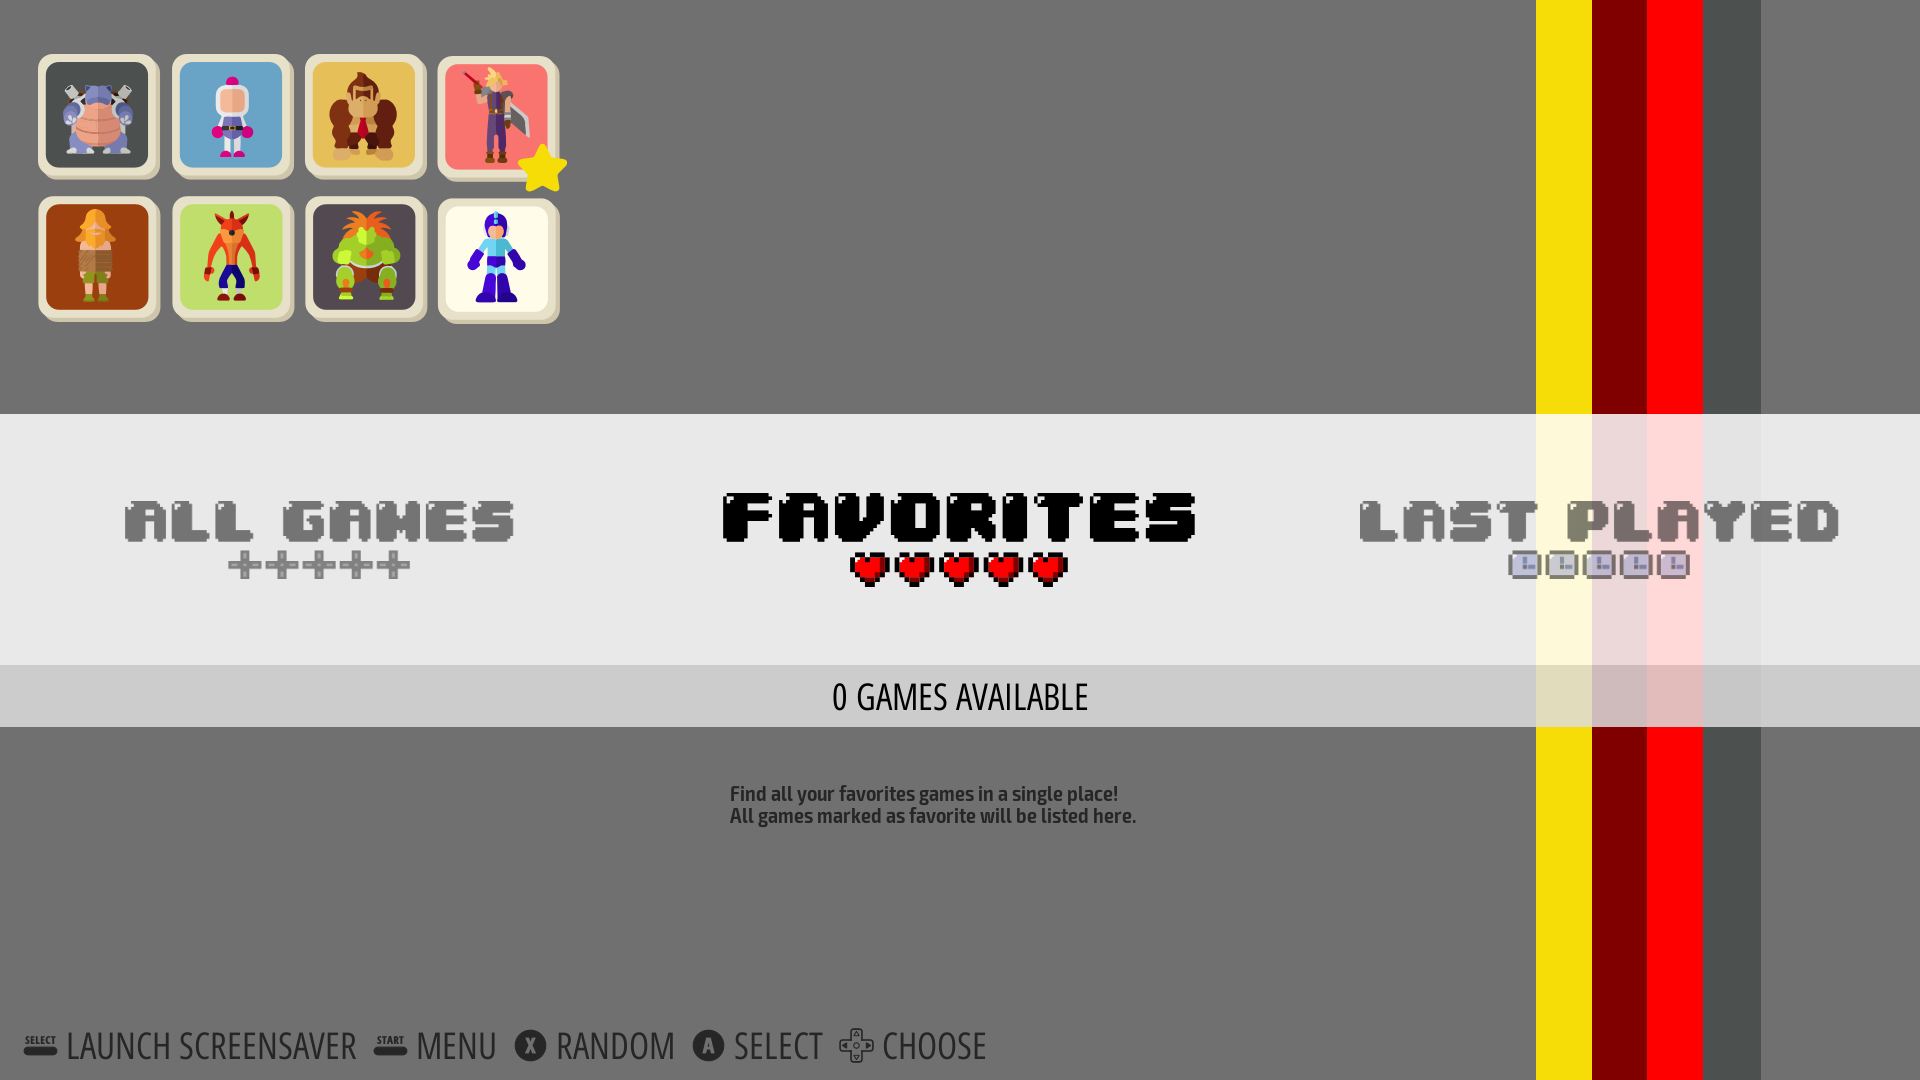 ALL GAMES
FAVORITES
LAST PLAYED
0 GAMES AVAILABLE
Find all your favorites games in a single place!
All games marked as favorite will be listed here.
SELECT LAUNCH SCREENSAVER START MENU X RANDOM A SELECT CHOOSE